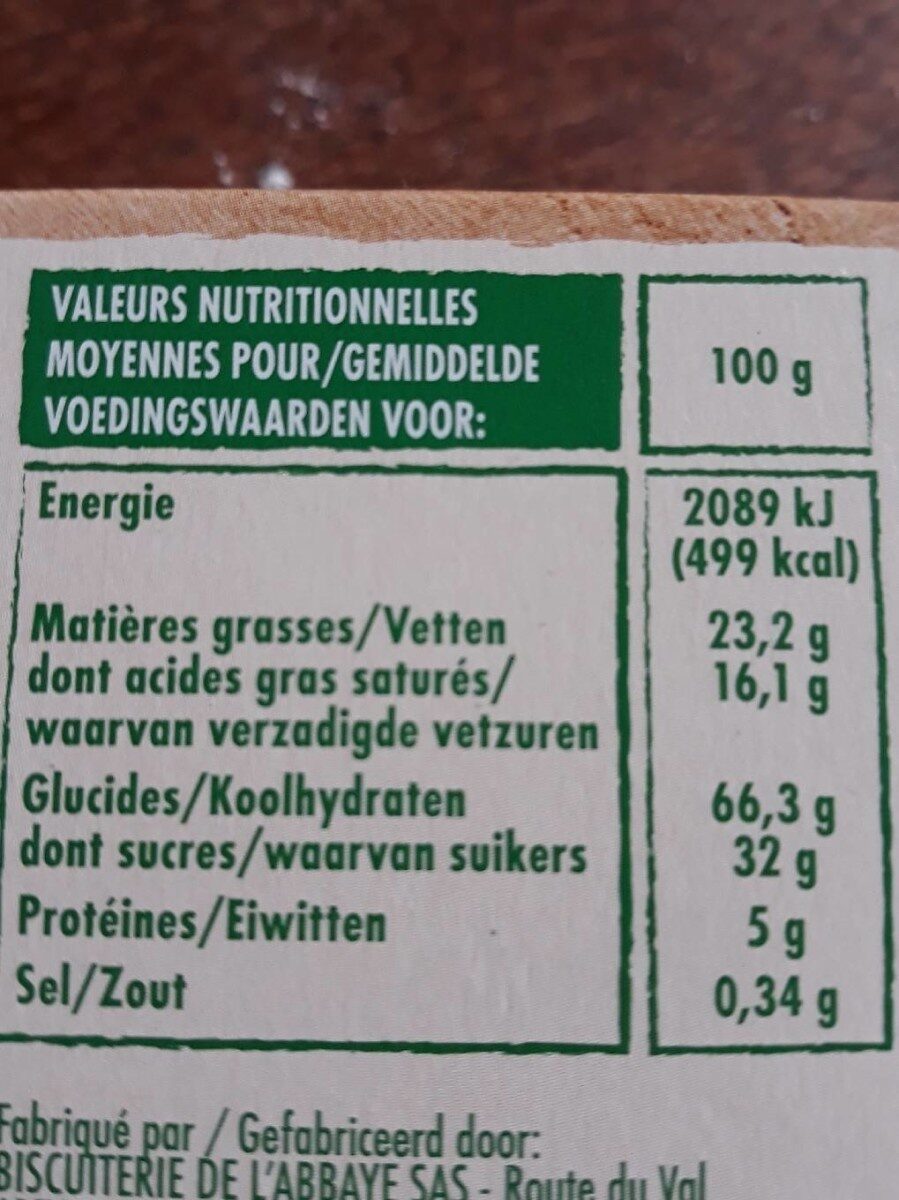 VALEURS NUTRITIONNELLES
MOYENNES POUR/GEMIDDELDE
VOEDINGSWAARDEN VOOR:
100 g
Energie
2089 kJ
(499 kcal)
Matières grasses/Vetten
23,2 g
dont acides gras saturés/
16,1 g
waarvan verzadigde vetzuren
Glucides/Koolhydraten
66,3 g
dont sucres/waarvan suikers
32 g
Protéines/Eiwitten
5 g
Sel/Zout
0,34 g
Fabriqué par / Gefabriceerd door:
BISCUITERIE DE L'ABBAYE SAS - Route du Val